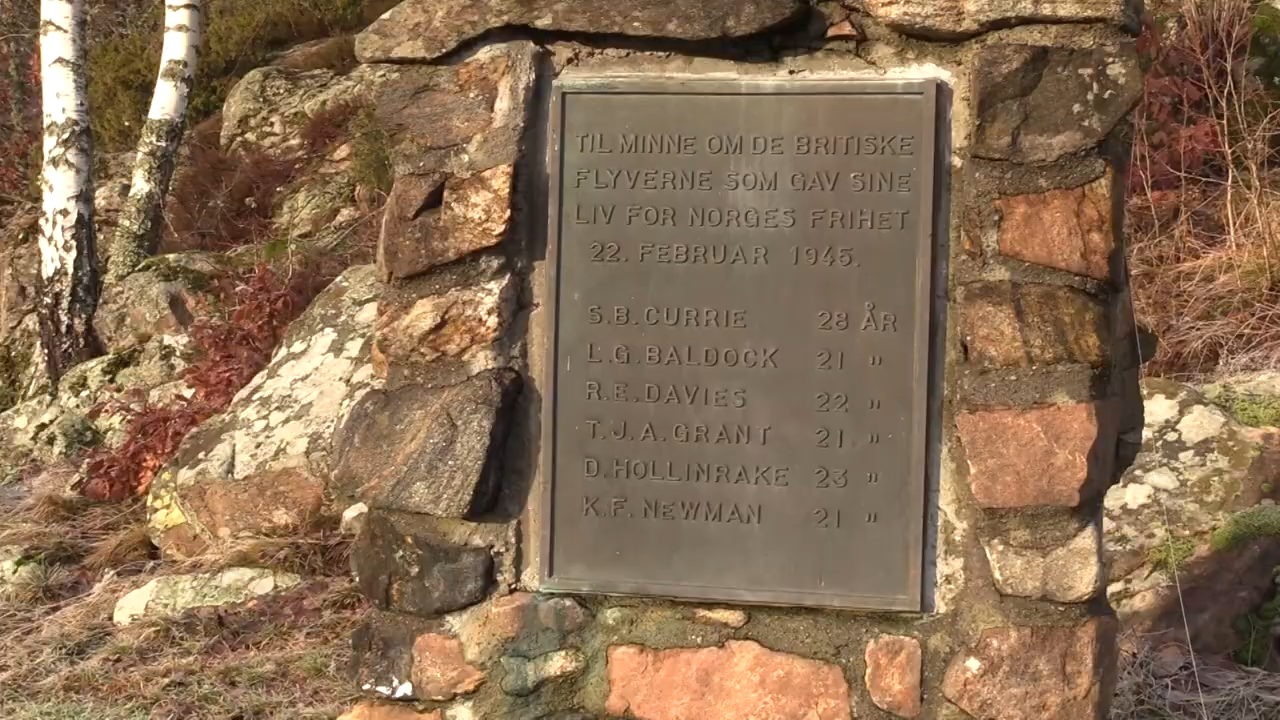 TIL MINNE OM DE BRITISKE
FLYVERNE SOM GAV SINE
LIV FOR NORGES FRIHET
22. FEBRUAR 1945.
S.B. CURRIE 28 ÅR
L.G. BALDOCK 21 "
R.E. DAVIES 22 "
T.J.A. GRANT 21 "
D. HOLLINRAKE 23 "
K.F. NEWMAN 21 "